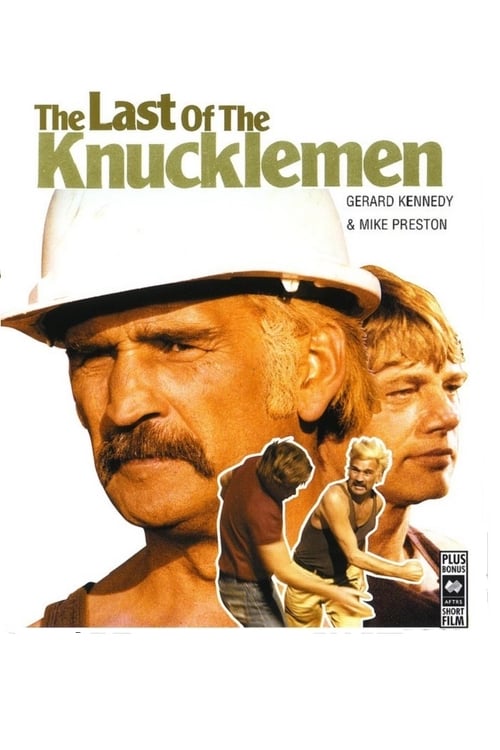 The Last Of The
Knucklemen
GERARD KENNEDY
& MIKE PRESTON
PLUS
BONUS
AFTRS
SHORT
FILM